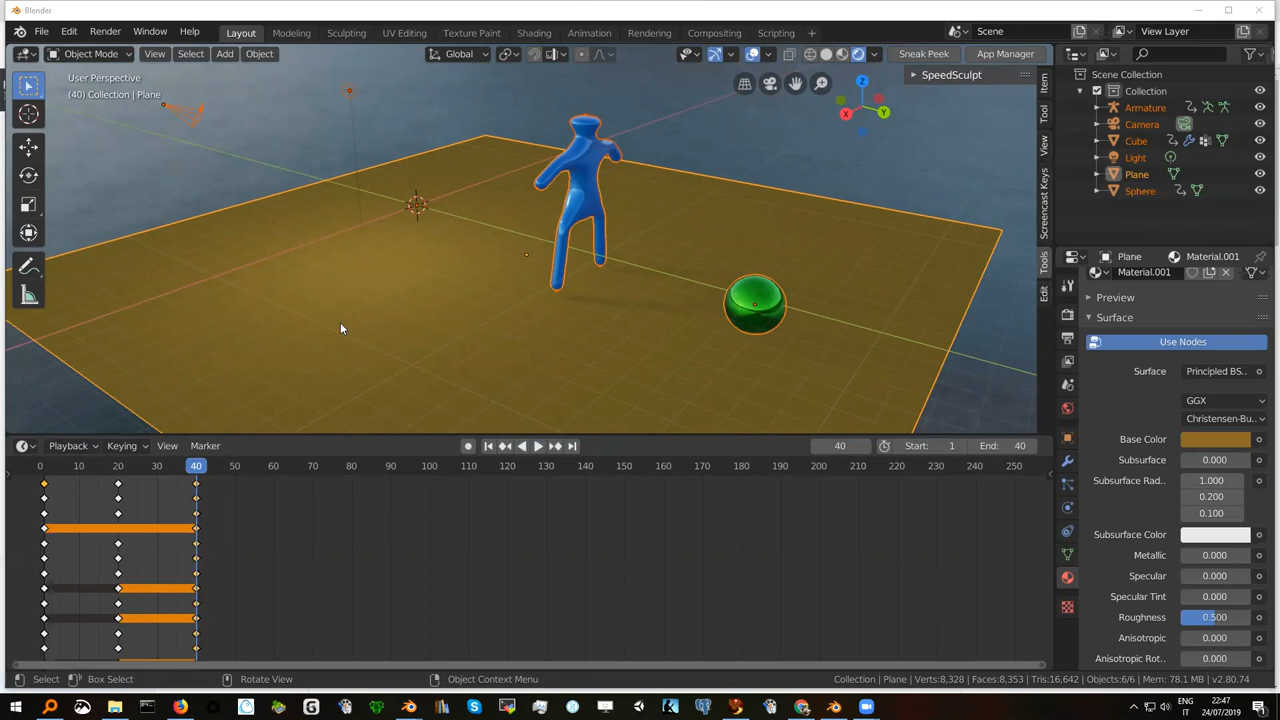 Blender
File Edit Render Window Help Layout Modeling Sculpting UV Editing Texture Paint Shading Animation Rendering Compositing Scripting Scene View Layer
Object Mode View Select Add Object Global Sneak Peek App Manager
User Perspective
(40) Collection | Plane
SpeedSculpt
Z
X
Y
Item
Tool
View
Screencast Keys
Tools
Edit
Scene Collection
Collection
Armature
Camera
Cube
Light
Plane
Sphere
Plane Material.001
Material.001
Preview
Surface
Use Nodes
Surface Principled BS..
GGX
Christensen-Bu..
Base Color
Subsurface 0.000
Subsurface Rad.. 1.000
0.200
0.100
Subsurface Color
Metallic 0.000
Specular 0.000
Specular Tint 0.000
Roughness 0.500
Anisotropic 0.000
Anisotropic Rot.. 0.000
Playback Keying View Marker 40 Start: 1 End: 40
0 20 30 40 50 60 70 80 90 100 110 120 130 140 150 160 170 180 190 200 210 220 230 240 250
Select Box Select Rotate View Object Context Menu Collection | Plane | Verts:8,328 | Faces:8,353 | Tris:16,642 | Objects:6/6 | Mem: 78.1 MB | v2.80.74
ENG
IT
22:47
24/07/2019